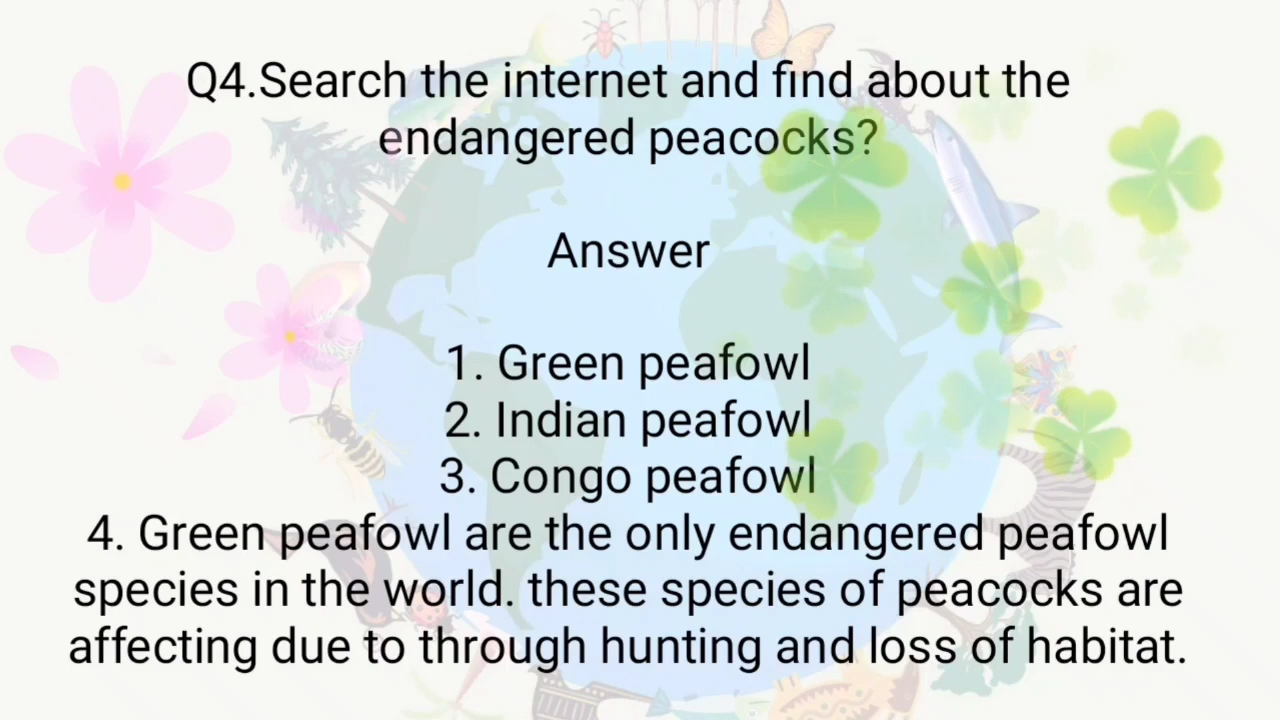 Q4.Search the internet and find about the
endangered peacocks?
Answer
1. Green peafowl
2. Indian peafowl
3. Congo peafowl
4. Green peafowl are the only endangered peafowl
species in the world. these species of peacocks are
affecting due to through hunting and loss of habitat.